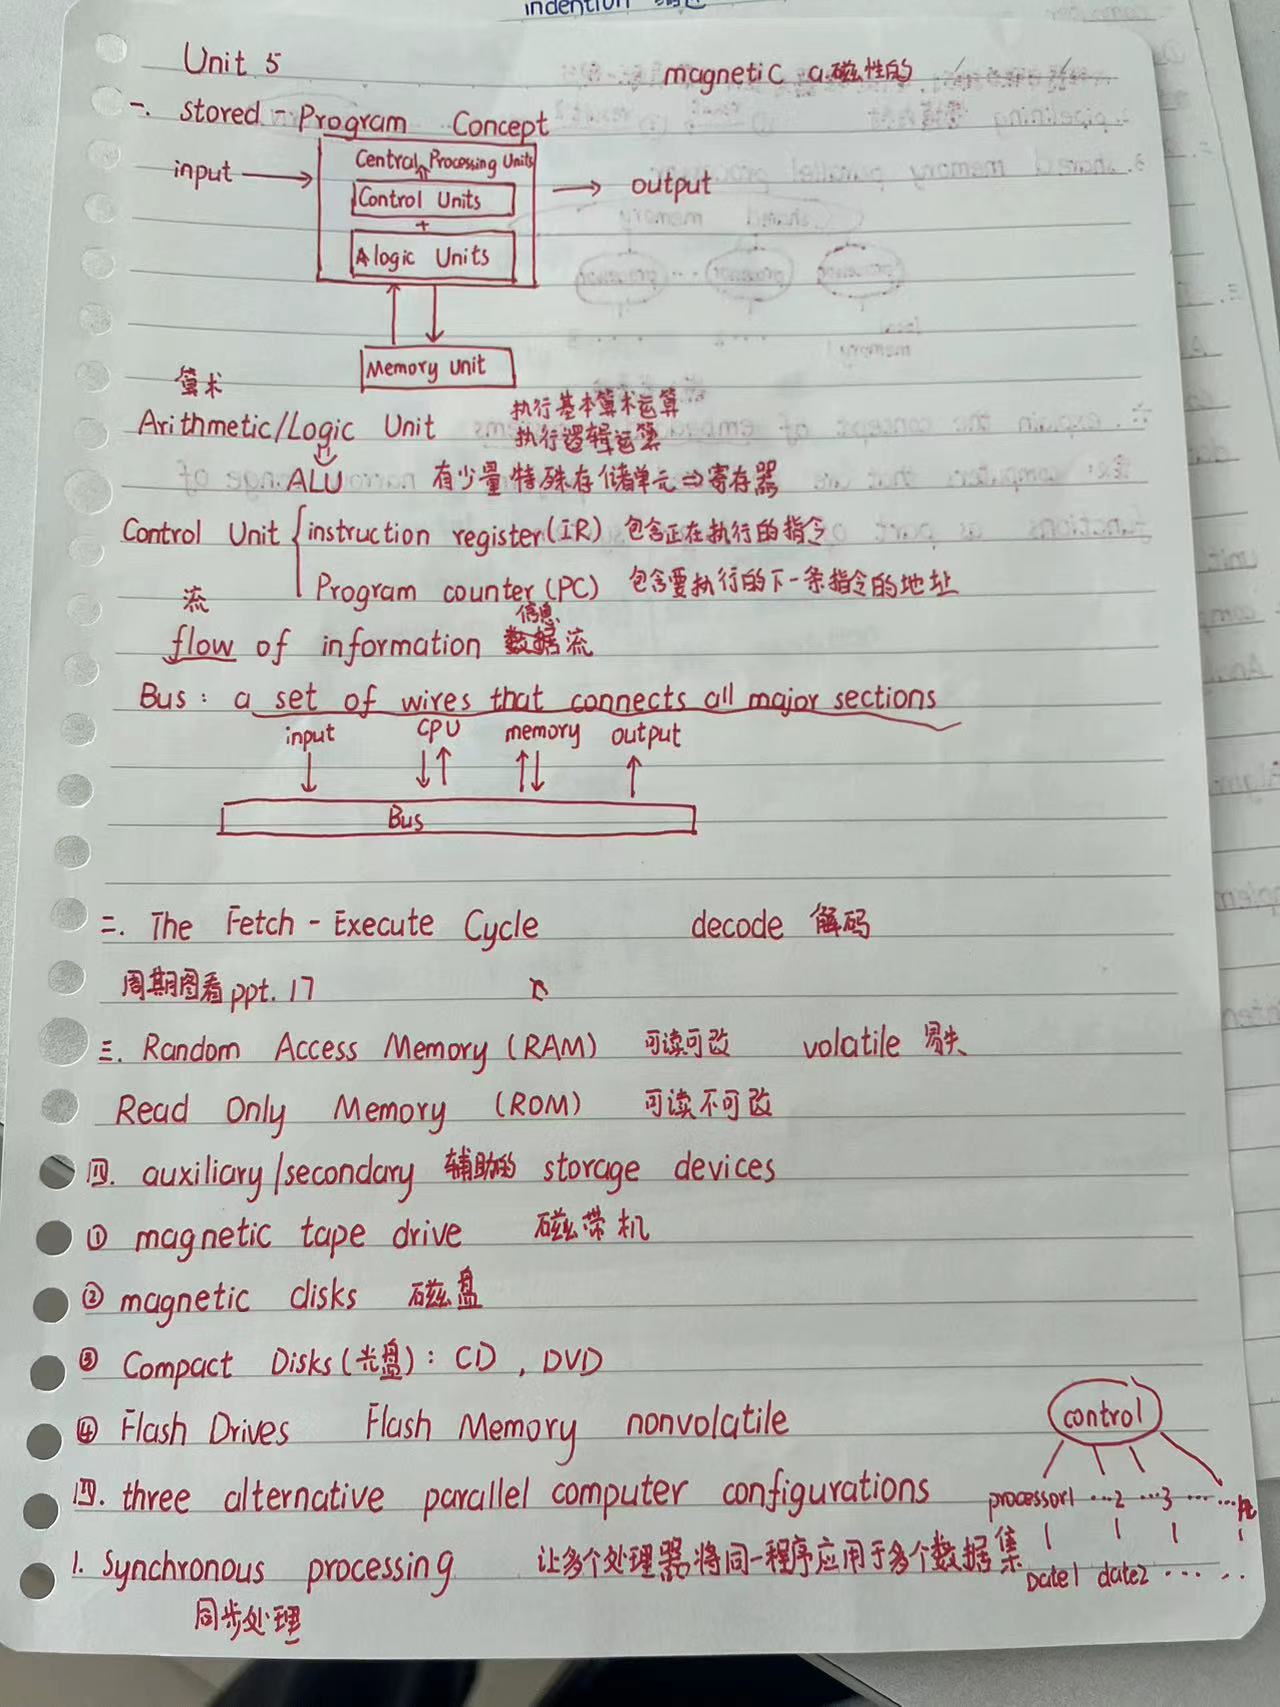 indention
Unit 5
magnetic a.磁性的
一. Stored-Program Concept
Central Processing Units
input
output
Control Units
+
Alogic Units
Memory Unit
算术
Arithmetic/Logic Unit 执行基本算术运算
执行逻辑运算
ALU 有少量特殊存储单元⇒寄存器
Control Unit { instruction register(IR) 包含正在执行的指令
Program counter(PC) 包含要执行的下一条指令的地址
流
信息
flow of information 数据流
Bus: a set of wires that connects all major sections
input CPU memory output
Bus
二. The Fetch-Execute Cycle decode 解码
周期图看ppt.17
三. Random Access Memory (RAM) 可读可改 volatile 易失
Read Only Memory (ROM) 可读不可改
四. auxiliary/secondary 辅助的 storage devices
① magnetic tape drive 磁带机
② magnetic disks 磁盘
③ Compact Disks(光盘): CD, DVD
④ Flash Drives Flash Memory nonvolatile
control
四. three alternative parallel computer configurations
processor1 ...2 ...3 ... ...n
1. Synchronous processing 让多个处理器将同一程序应用于多个数据集
Date1 date2 ... ..
同步处理